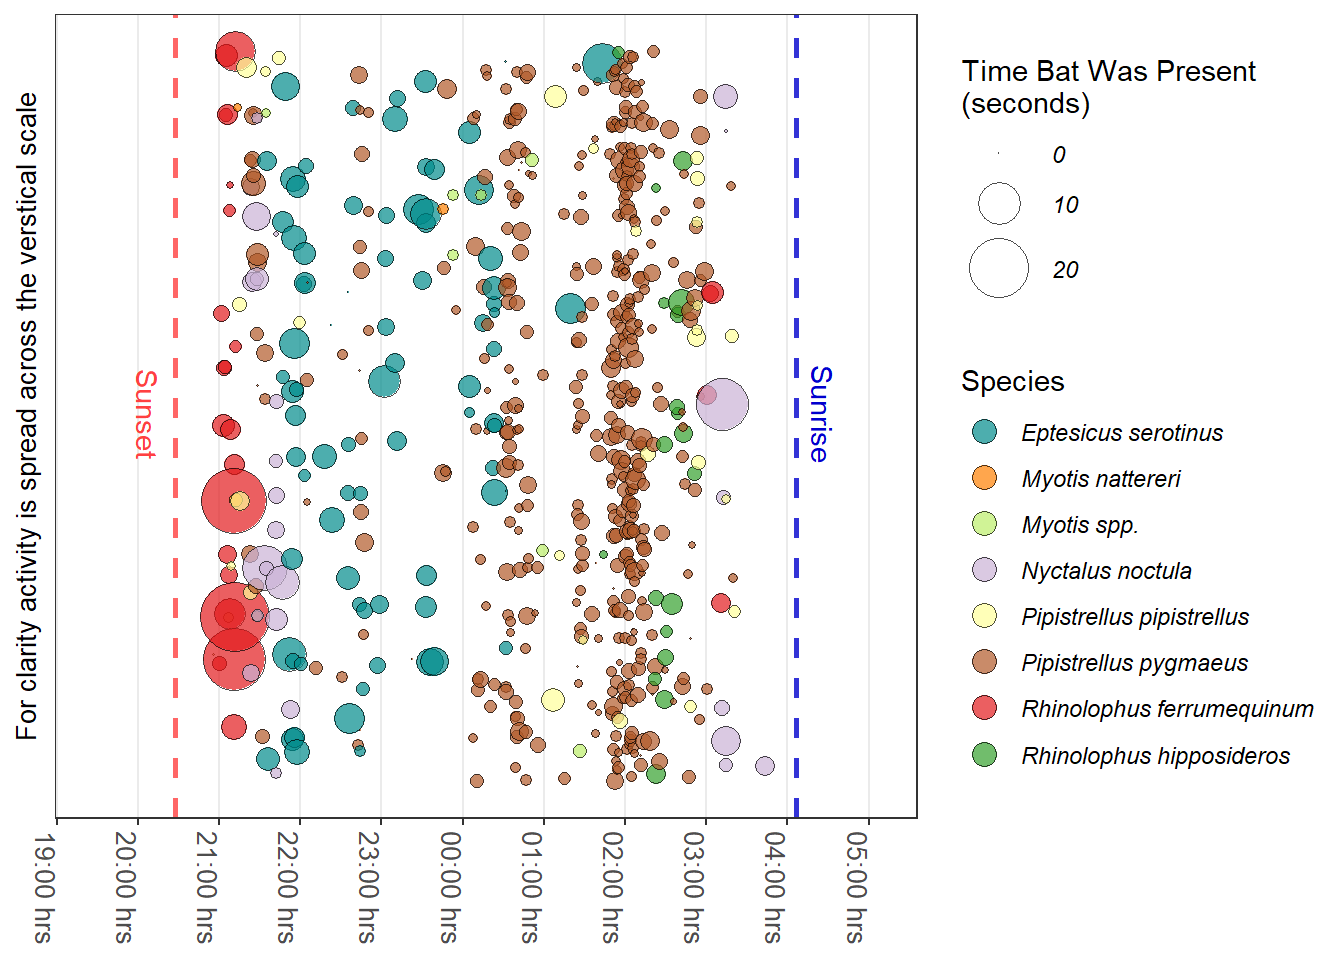 For clarity activity is spread across the verstical scale
Sunset
Sunrise
19:00 hrs
20:00 hrs
21:00 hrs
22:00 hrs
23:00 hrs
00:00 hrs
01:00 hrs
02:00 hrs
03:00 hrs
04:00 hrs
05:00 hrs
Time Bat Was Present
(seconds)
0
10
20
Species
Eptesicus serotinus
Myotis nattereri
Myotis spp.
Nyctalus noctula
Pipistrellus pipistrellus
Pipistrellus pygmaeus
Rhinolophus ferrumequinum
Rhinolophus hipposideros